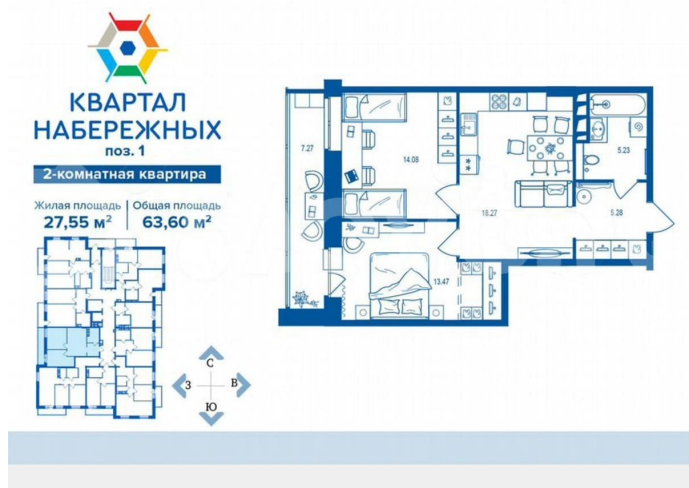 КВАРТАЛ
НАБЕРЕЖНЫХ
поз. 1
2-комнатная квартира
Жилая площадь
27,55 м²
Общая площадь
63,60 м²
7.27
14.08
18.27
5.23
5.28
13.47
С
З
В
Ю